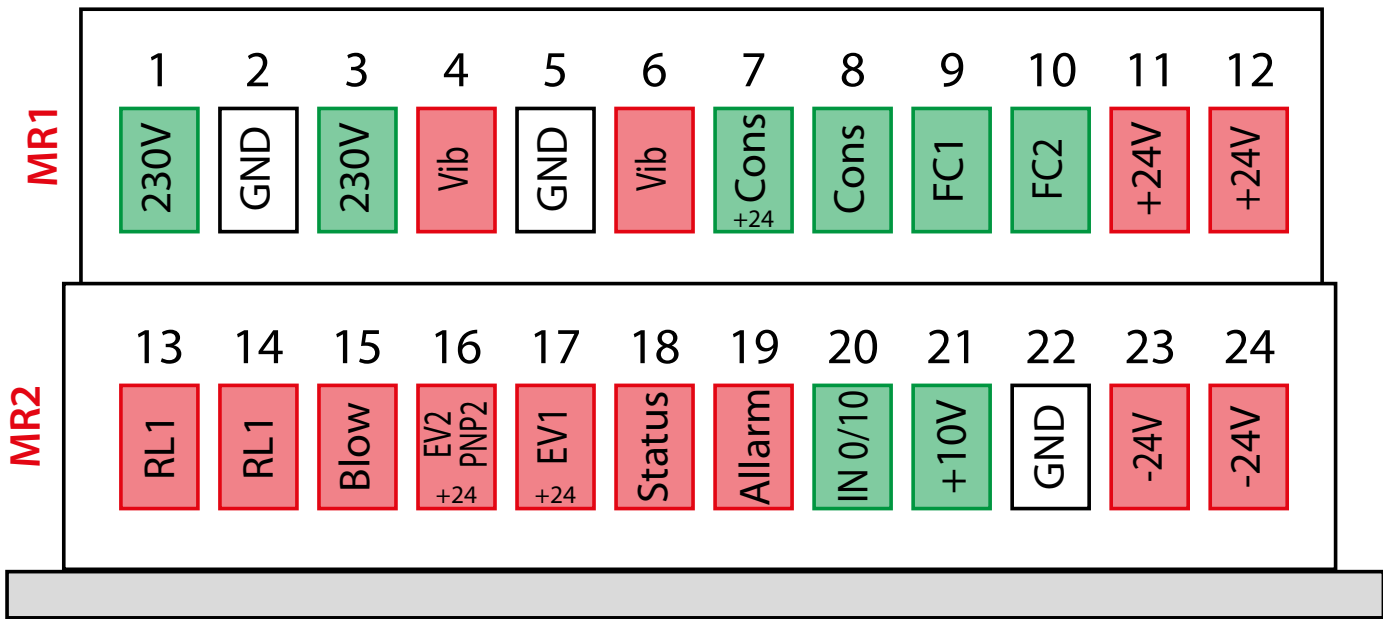 1 2 3 4 5 6 7 8 9 10 11 12
MR1
230V GND 230V Vib GND Vib Cons +24 Cons FC1 FC2 +24V +24V
13 14 15 16 17 18 19 20 21 22 23 24
MR2
RL1 RL1 Blow EV2 PNP2 +24 EV1 +24 Status Allarm IN 0/10 +10V GND -24V -24V